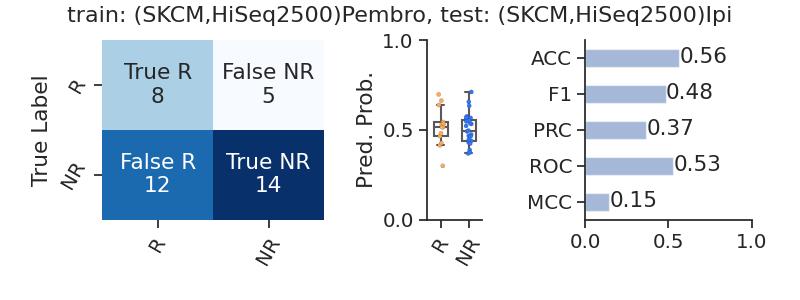 train: (SKCM,HiSeq2500)Pembro, test: (SKCM,HiSeq2500)Ipi
True Label
R
NR
True R
8
False NR
5
False R
12
True NR
14
R
NR
Pred. Prob.
1.0
0.5
0.0
R
NR
ACC
0.56
F1
0.48
PRC
0.37
ROC
0.53
MCC
0.15
0.0
0.5
1.0